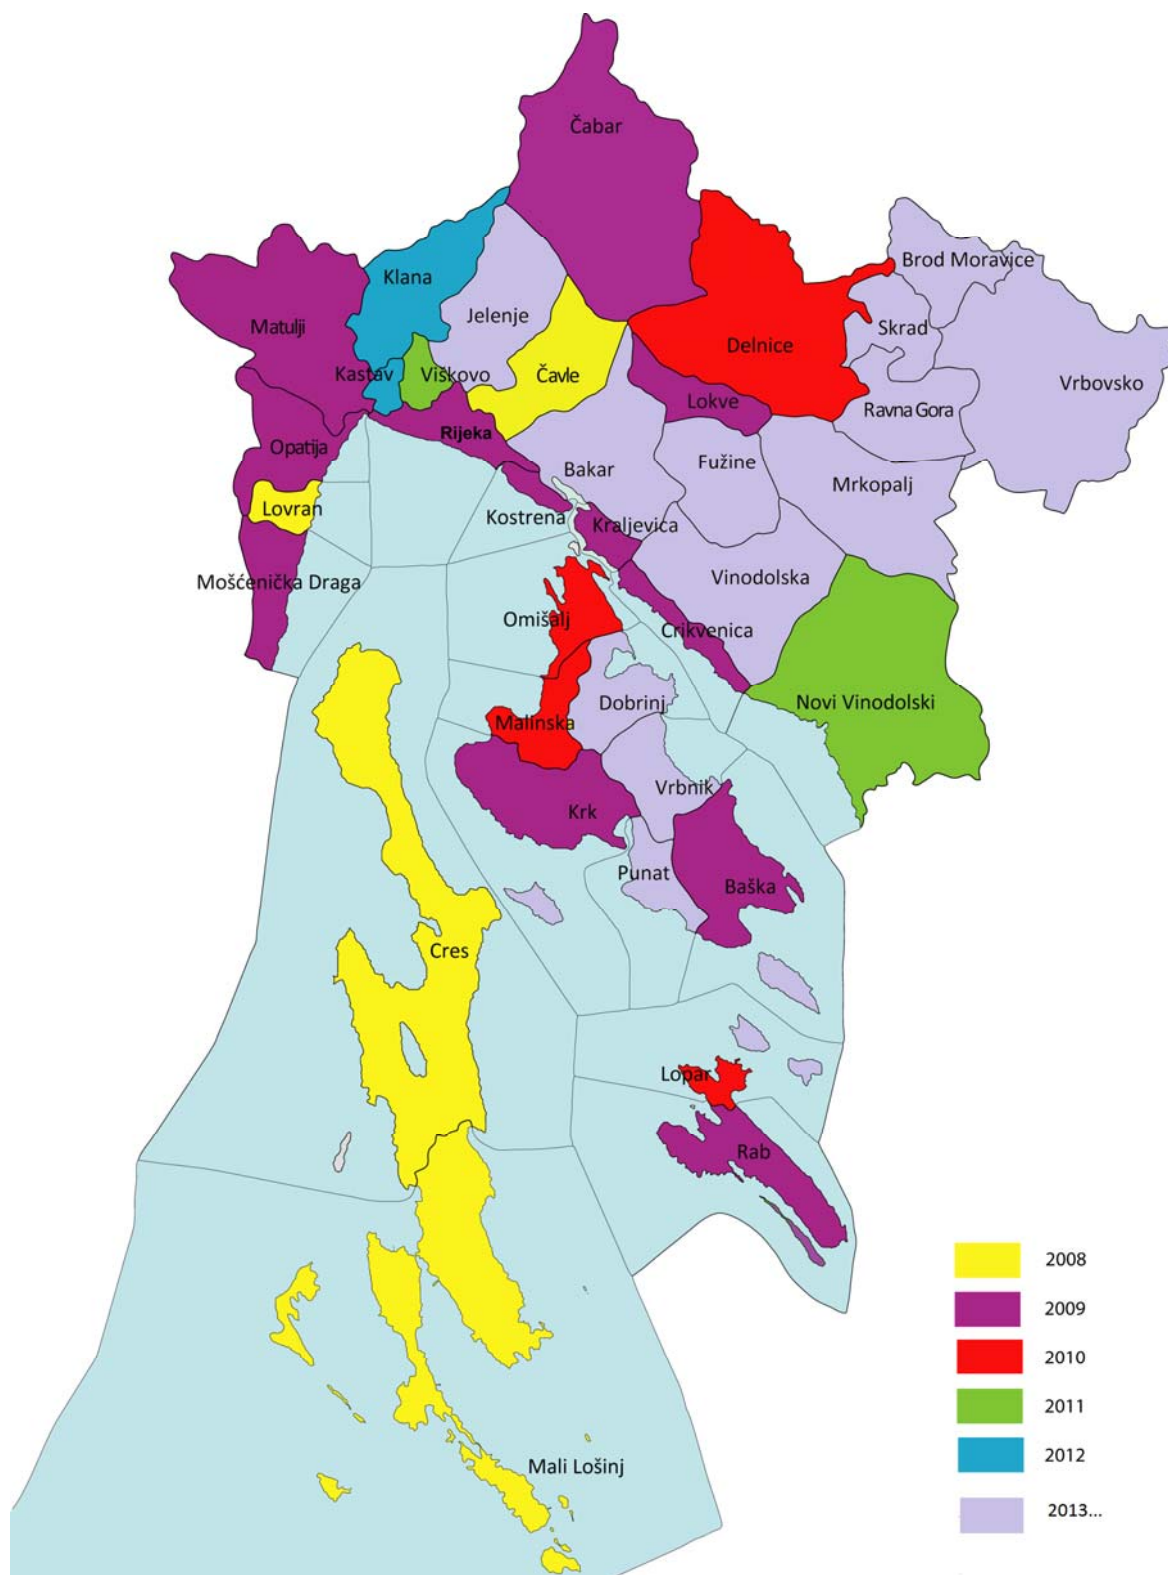 Čabar
Brod Moravice
Klana
Jelenje
Matulji
Skrad
Delnice
Kastav
Viškovo
Čavle
Vrbovsko
Lokve
Ravna Gora
Rijeka
Opatija
Bakar
Fužine
Mrkopalj
Lovran
Kostrena
Kraljevica
Mošćenička Draga
Vinodolska
Omišalj
Crikvenica
Dobrinj
Novi Vinodolski
Malinska
Vrbnik
Krk
Punat
Baška
Cres
Lopar
Rab
Mali Lošinj
2008
2009
2010
2011
2012
2013...